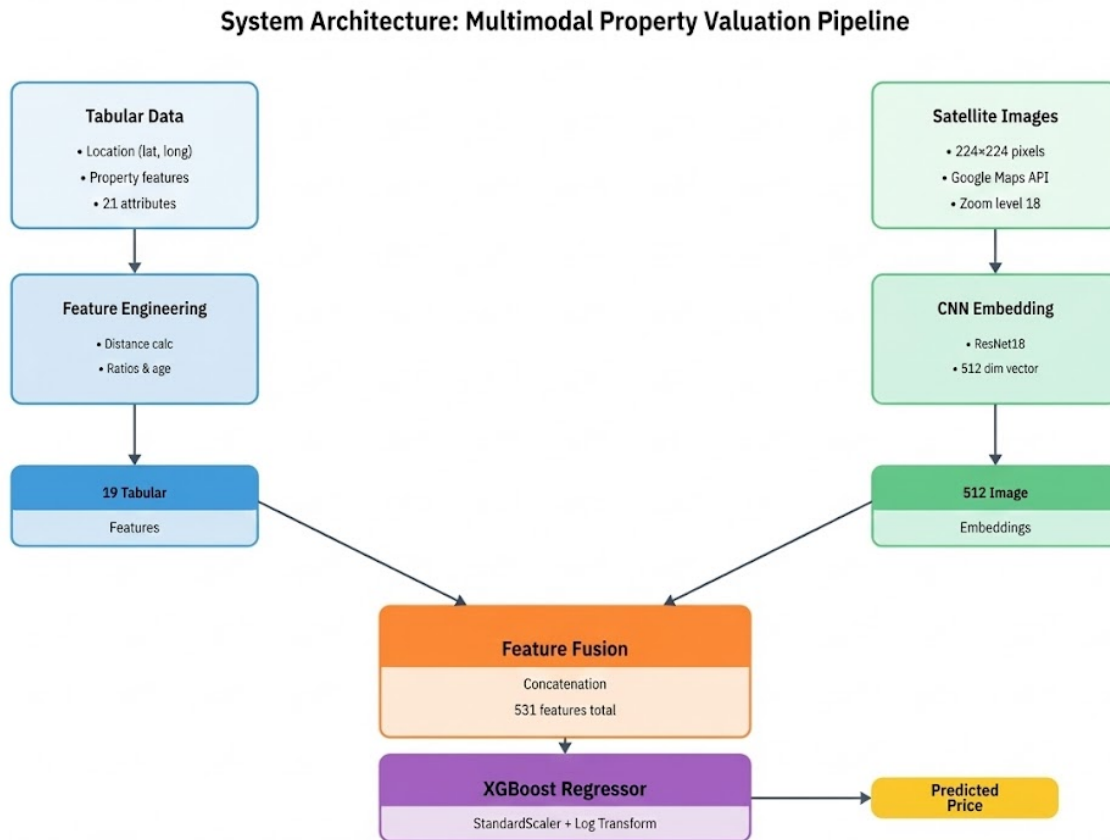 System Architecture: Multimodal Property Valuation Pipeline
Tabular Data
• Location (lat, long)
• Property features
• 21 attributes
Satellite Images
• 224×224 pixels
• Google Maps API
• Zoom level 18
Feature Engineering
• Distance calc
• Ratios & age
CNN Embedding
• ResNet18
• 512 dim vector
19 Tabular
Features
512 Image
Embeddings
Feature Fusion
Concatenation
531 features total
XGBoost Regressor
StandardScaler + Log Transform
Predicted
Price